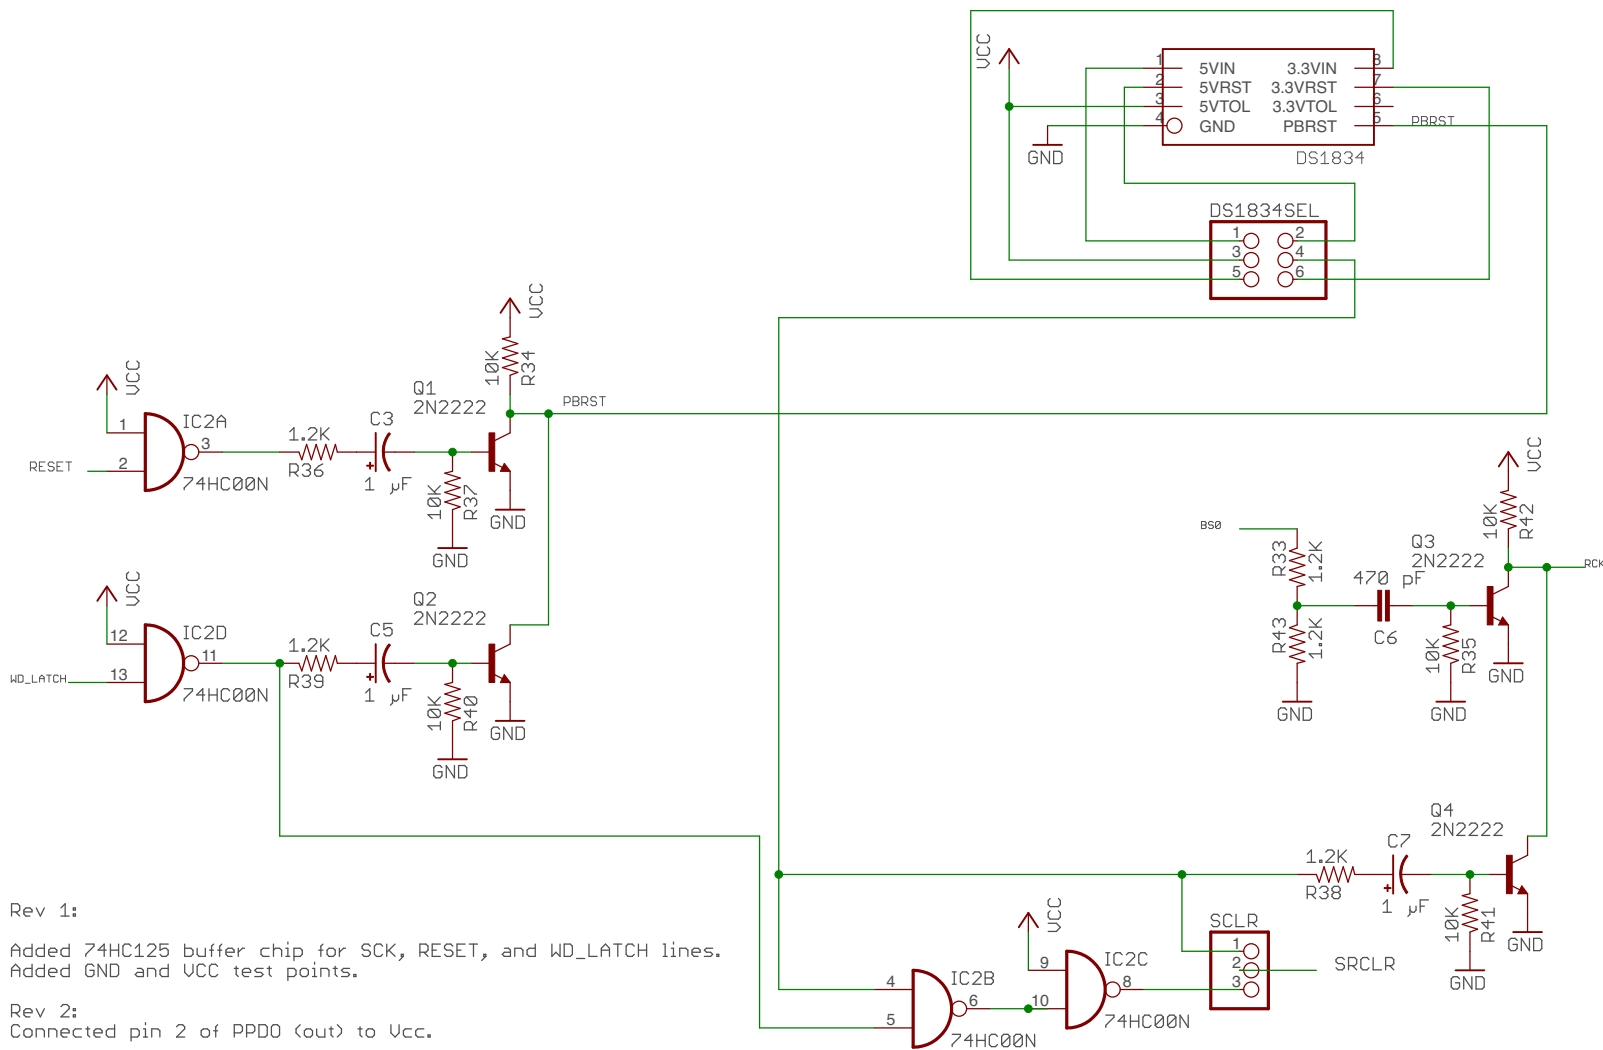 VCC
1 5VIN 3.3VIN 8
2 5VRST 3.3VRST 7
3 5VTOL 3.3VTOL 6
4 GND PBRST 5 PBRST
GND
DS1834
DS1834SEL
1 2
3 4
5 6
VCC
10K
R34
PBRST
VCC
1
2
3
RESET
IC2A
74HC00N
1.2K
R36
C3
+
1 µF
10K
R37
GND
Q1
2N2222
GND
VCC
12
13
11
WD_LATCH
IC2D
74HC00N
1.2K
R39
C5
+
1 µF
10K
R40
GND
Q2
2N2222
GND
VCC
10K
R42
BS0
R33
1.2K
R43
1.2K
GND
470 pF
C6
10K
R35
GND
Q3
2N2222
GND
RCK
Q4
2N2222
1.2K
R38
C7
+
1 µF
10K
R41
GND
GND
4
5
6
IC2B
74HC00N
VCC
9
10
8
IC2C
74HC00N
SCLR
1
2
3
SRCLR
Rev 1:
Added 74HC125 buffer chip for SCK, RESET, and WD_LATCH lines.
Added GND and VCC test points.
Rev 2:
Connected pin 2 of PPDO (out) to Vcc.